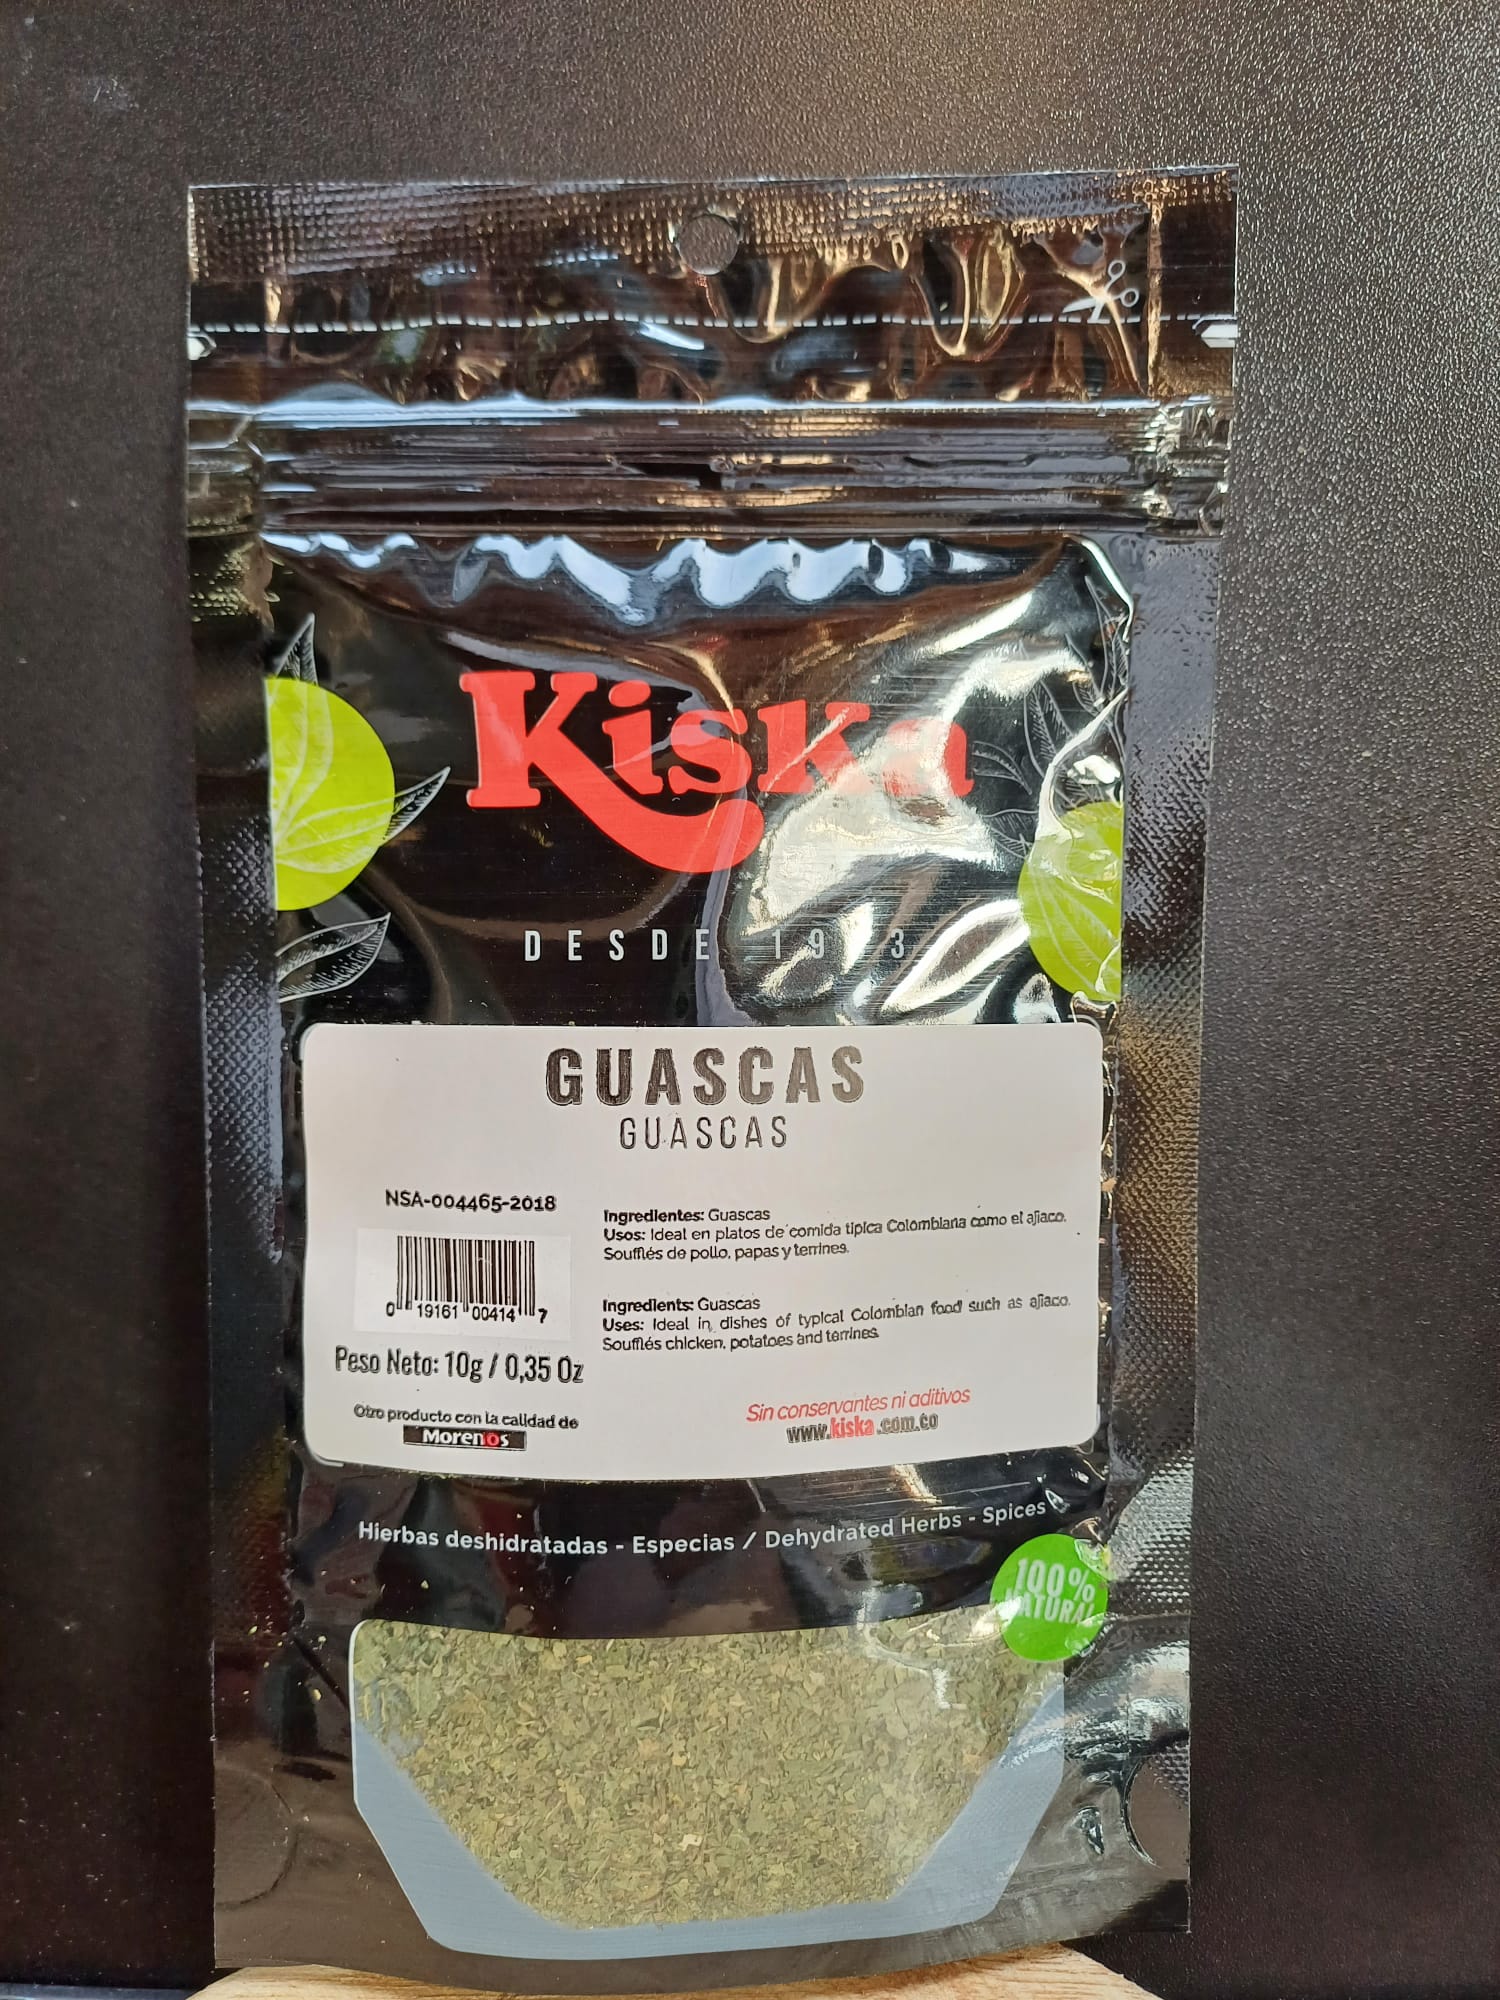 Kiska
DESDE 19 3
GUASCAS
GUASCAS
NSA-004465-2018
Ingredientes: Guascas
Usos: Ideal en platos de comida tipica Colombiana como el ajiaco.
Soufflés de pollo, papas y terrines.
0 19161 00414 7
Ingredients: Guascas
Uses: Ideal in dishes of typical Colombian food such as ajiaco.
Soufflés chicken, potatoes and terrines
Peso Neto: 10g / 0,35 Oz
Otro producto con la calidad de
Morenos
Sin conservantes ni aditivos
www.kiska.com.co
Hierbas deshidratadas - Especias / Dehydrated Herbs - Spices
100%
NATURAL